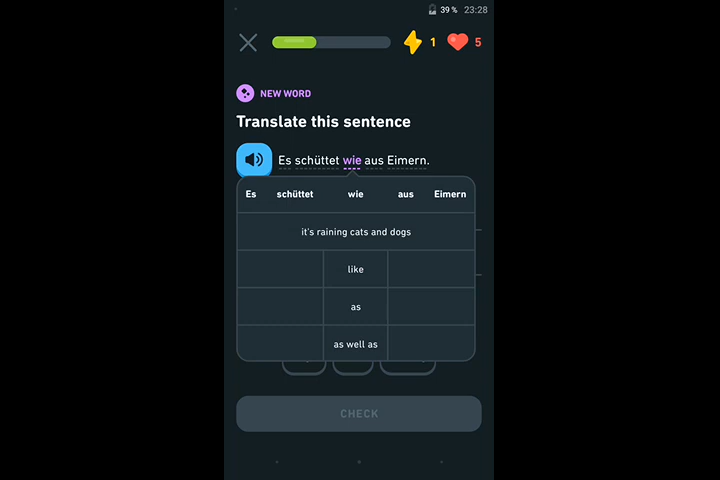 39 % 23:28
1 5
NEW WORD
Translate this sentence
Es schüttet wie aus Eimern.
Es schüttet wie aus Eimern
it's raining cats and dogs
like
as
as well as
CHECK